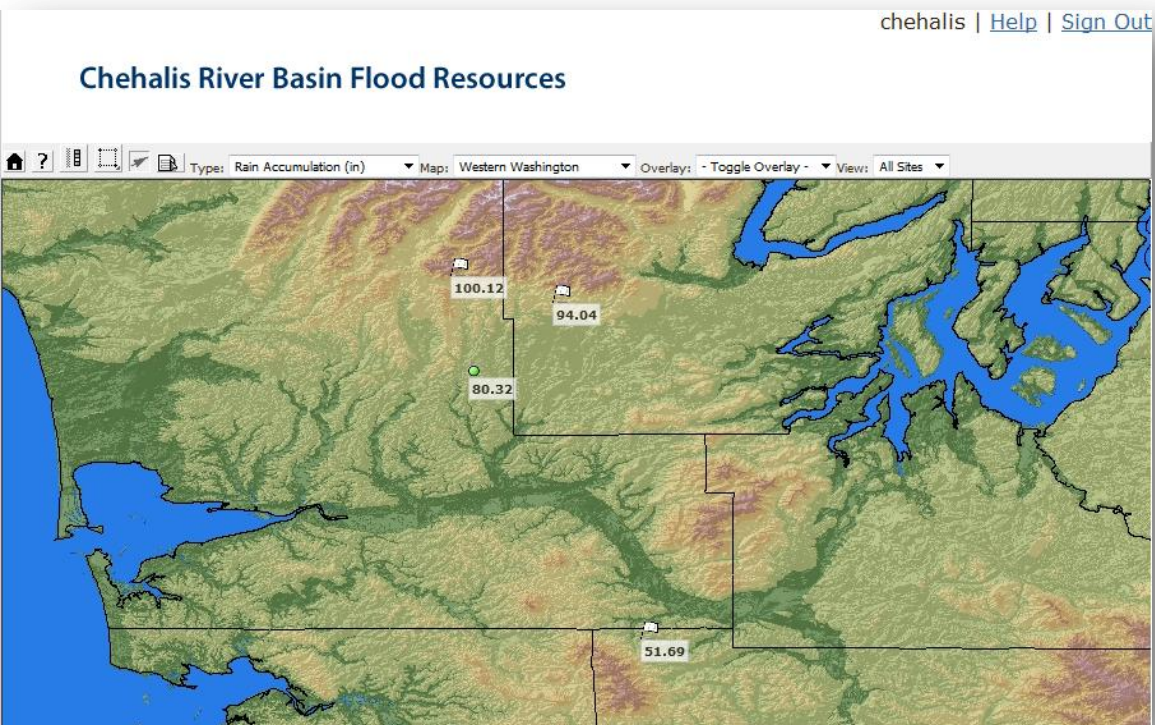 chehalis | Help | Sign Out
Chehalis River Basin Flood Resources
? Type: Rain Accumulation (in) Map: Western Washington Overlay: - Toggle Overlay - View: All Sites
100.12
94.04
80.32
51.69